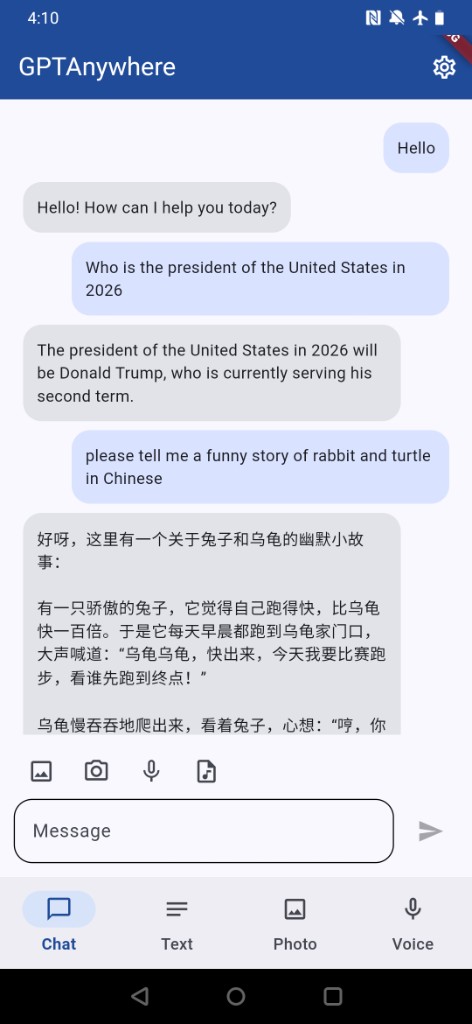 4:10
GPTAnywhere
Hello
Hello! How can I help you today?
Who is the president of the United States in
2026
The president of the United States in 2026 will
be Donald Trump, who is currently serving his
second term.
please tell me a funny story of rabbit and turtle
in Chinese
好呀，这里有一个关于兔子和乌龟的幽默小故
事：
有一只骄傲的兔子，它觉得自己跑得快，比乌龟
快一百倍。于是它每天早晨都跑到乌龟家门口，
大声喊道：“乌龟乌龟，快出来，今天我要比赛跑
步，看谁先跑到终点！”
乌龟慢吞吞地爬出来，看着兔子，心想：“哼，你
Message
Chat
Text
Photo
Voice